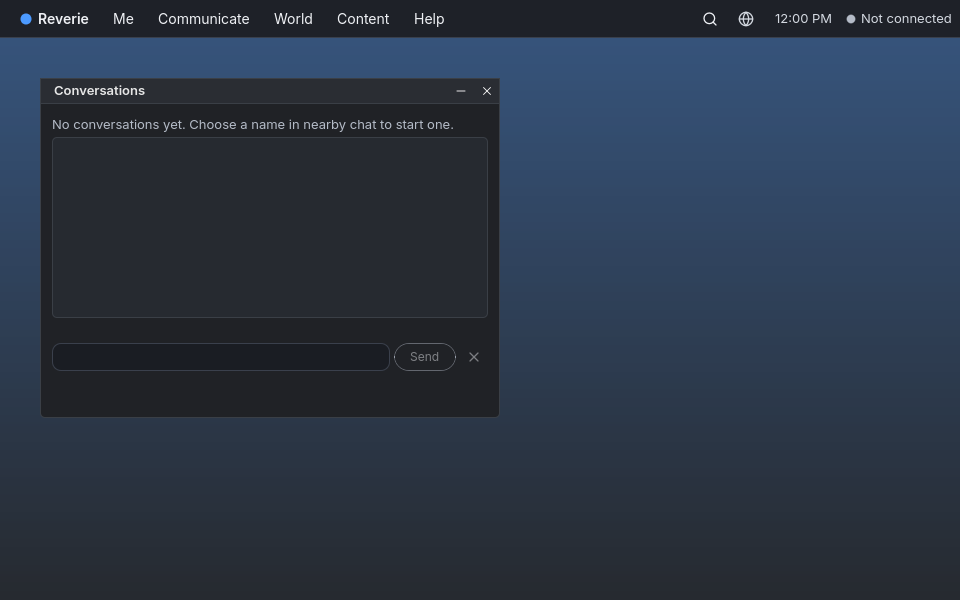 Reverie Me Communicate World Content Help 12:00 PM Not connected
Conversations
No conversations yet. Choose a name in nearby chat to start one.
Send